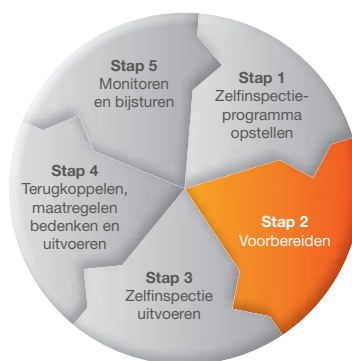 Stap 1
Zelfinspectie-
programma
opstellen
Stap 2
Voorbereiden
Stap 3
Zelfinspectie
uitvoeren
Stap 4
Terugkoppelen,
maatregelen
bedenken en
uitvoeren
Stap 5
Monitoren
en bijsturen